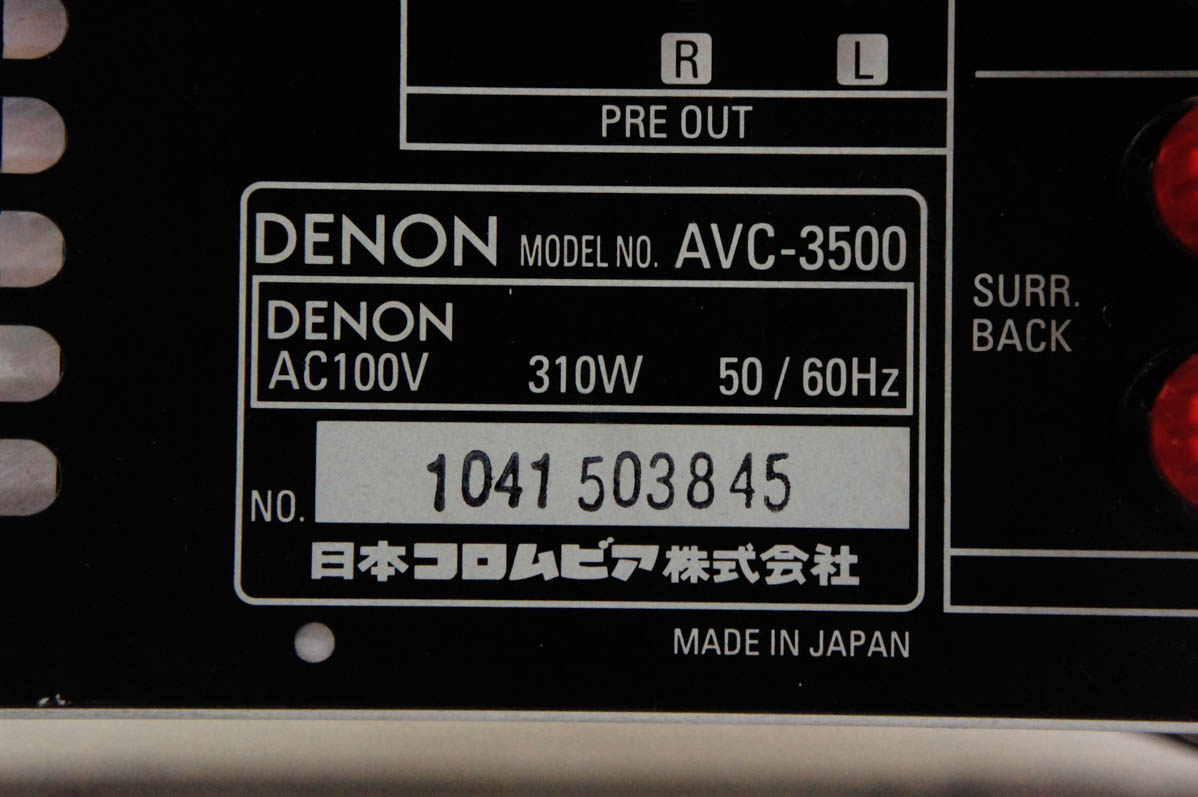 R L
PRE OUT
DENON MODEL NO. AVC-3500
DENON
AC100V 310W 50 / 60Hz
NO. 1041 503845
日本コロムビア株式会社
MADE IN JAPAN
SURR.
BACK